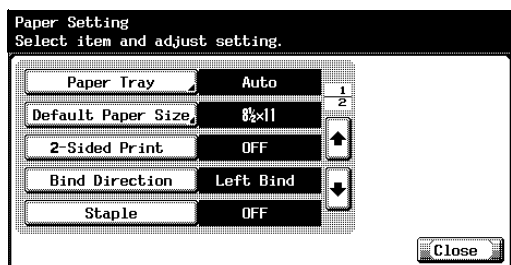 Paper Setting
Select item and adjust setting.
Paper Tray Auto
1
2
Default Paper Size 8½×11
2-Sided Print OFF
Bind Direction Left Bind
Staple OFF
Close